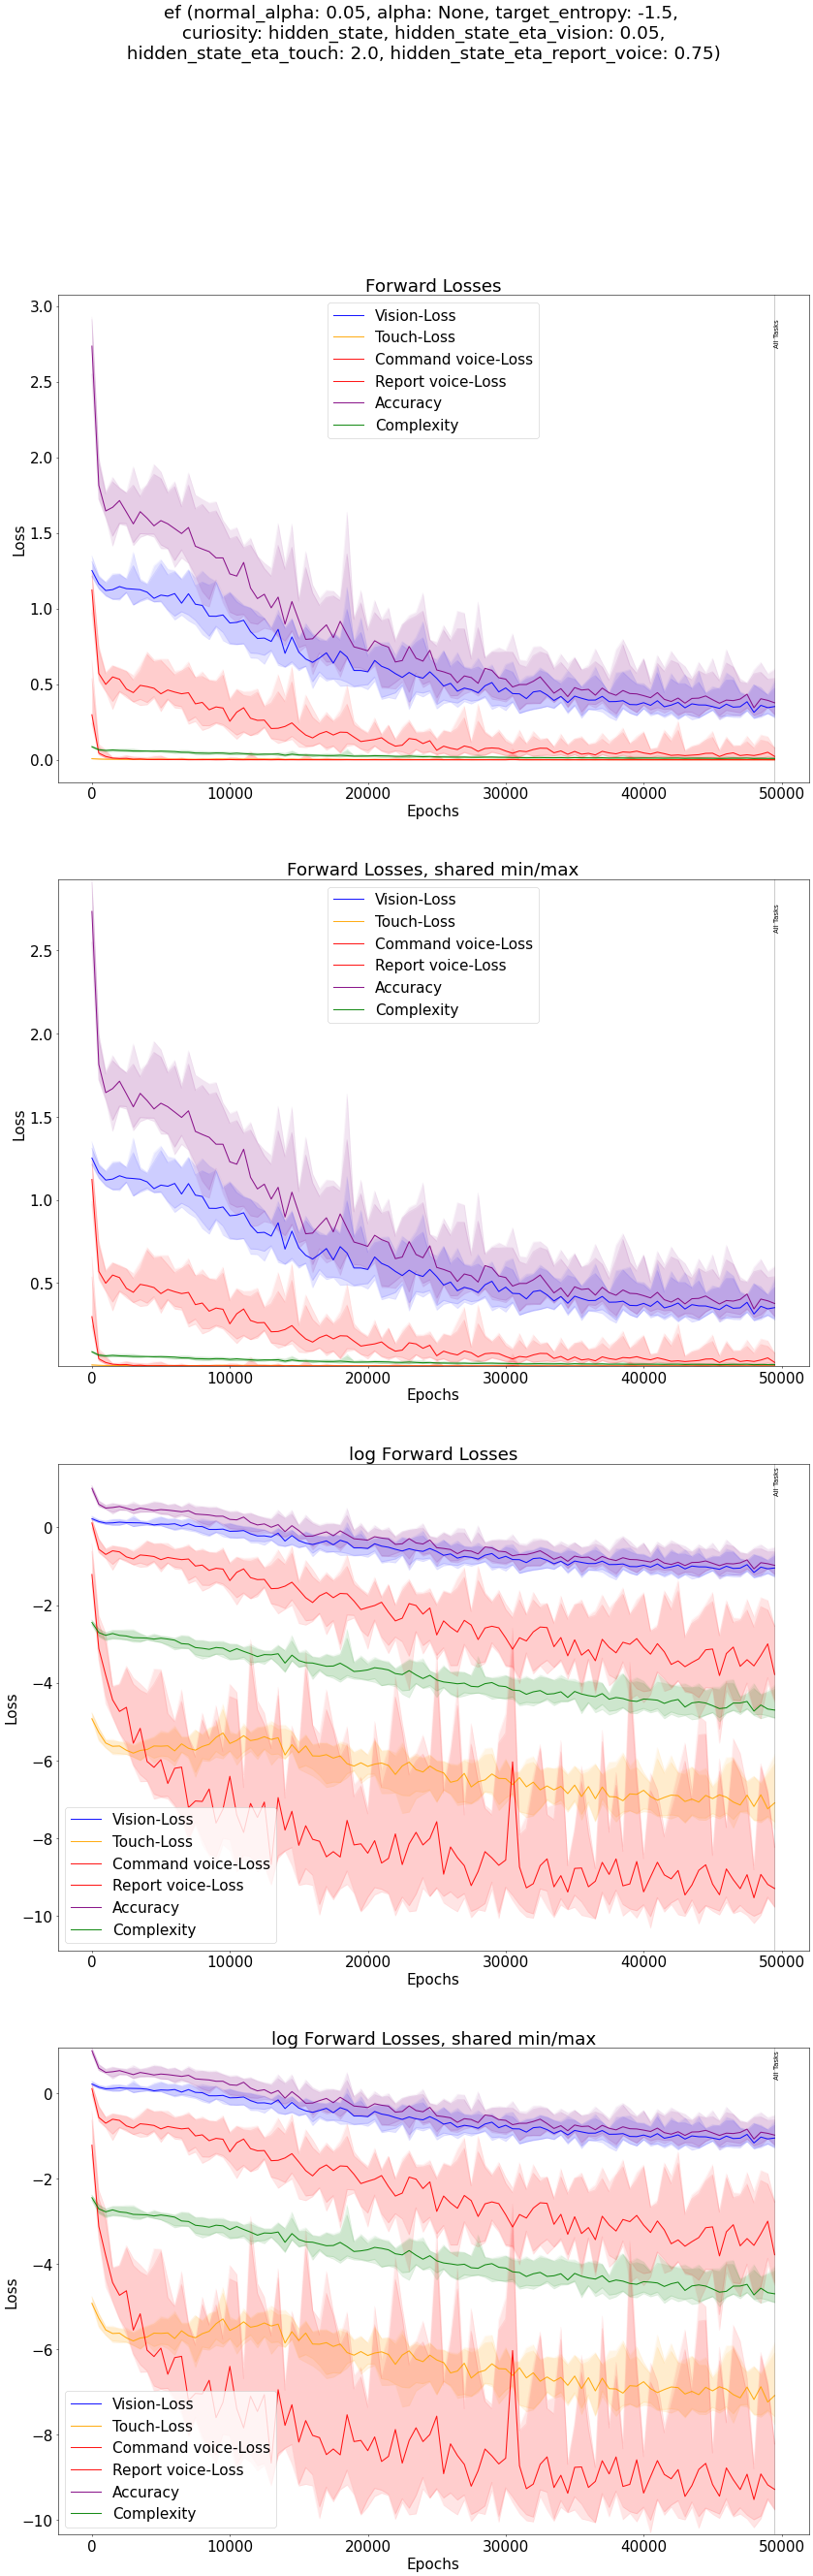 ef (normal_alpha: 0.05, alpha: None, target_entropy: -1.5,
curiosity: hidden_state, hidden_state_eta_vision: 0.05,
hidden_state_eta_touch: 2.0, hidden_state_eta_report_voice: 0.75)
Forward Losses
3.0
2.5
2.0
1.5
1.0
0.5
0.0
Loss
Vision-Loss
Touch-Loss
Command voice-Loss
Report voice-Loss
Accuracy
Complexity
All Tasks
0 10000 20000 30000 40000 50000
Epochs
Forward Losses, shared min/max
2.5
2.0
1.5
1.0
0.5
Loss
Vision-Loss
Touch-Loss
Command voice-Loss
Report voice-Loss
Accuracy
Complexity
All Tasks
0 10000 20000 30000 40000 50000
Epochs
log Forward Losses
0
−2
−4
−6
−8
−10
Loss
Vision-Loss
Touch-Loss
Command voice-Loss
Report voice-Loss
Accuracy
Complexity
All Tasks
0 10000 20000 30000 40000 50000
Epochs
log Forward Losses, shared min/max
0
−2
−4
−6
−8
−10
Loss
Vision-Loss
Touch-Loss
Command voice-Loss
Report voice-Loss
Accuracy
Complexity
All Tasks
0 10000 20000 30000 40000 50000
Epochs